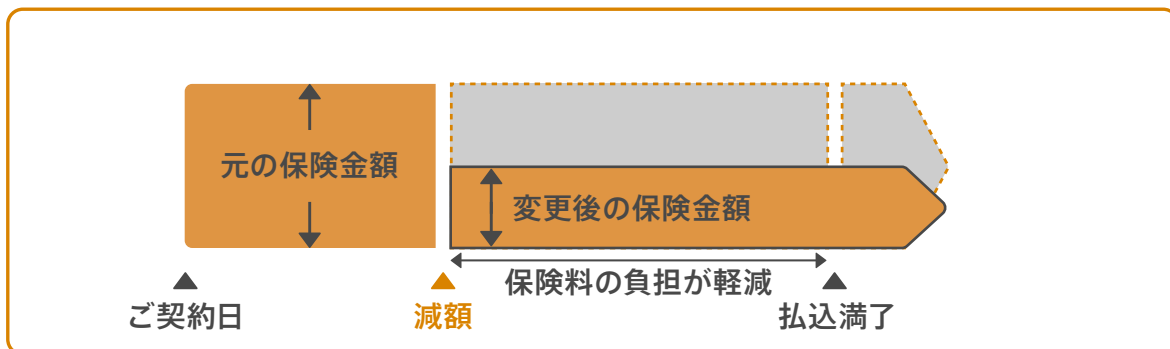 元の保険金額
変更後の保険金額
保険料の負担が軽減
ご契約日
減額
払込満了